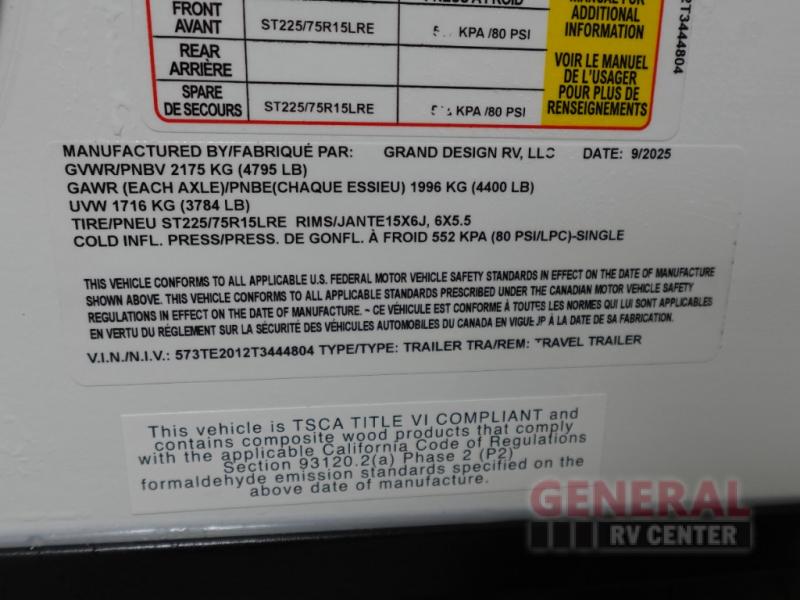 FRONT
AVANT
ST225/75R15LRE
KPA /80 PSI
ADDITIONAL
INFORMATION
REAR
ARRIÈRE
SPARE
DE SECOURS
ST225/75R15LRE
KPA /80 PSI
VOIR LE MANUEL
DE L'USAGER
POUR PLUS DE
RENSEIGNEMENTS
2T3444804
MANUFACTURED BY/FABRIQUÉ PAR: GRAND DESIGN RV, LLC DATE: 9/2025
GVWR/PNBV 2175 KG (4795 LB)
GAWR (EACH AXLE)/PNBE(CHAQUE ESSIEU) 1996 KG (4400 LB)
UVW 1716 KG (3784 LB)
TIRE/PNEU ST225/75R15LRE RIMS/JANTE15X6J, 6X5.5
COLD INFL. PRESS/PRESS. DE GONFL. À FROID 552 KPA (80 PSI/LPC)-SINGLE
THIS VEHICLE CONFORMS TO ALL APPLICABLE U.S. FEDERAL MOTOR VEHICLE SAFETY STANDARDS IN EFFECT ON THE DATE OF MANUFACTURE
SHOWN ABOVE. THIS VEHICLE CONFORMS TO ALL APPLICABLE STANDARDS PRESCRIBED UNDER THE CANADIAN MOTOR VEHICLE SAFETY
REGULATIONS IN EFFECT ON THE DATE OF MANUFACTURE. ~ CE VÉHICULE EST CONFORME À TOUTES LES NORMES QUI LUI SONT APPLICABLES
EN VERTU DU RÉGLEMENT SUR LA SÉCURITÉ DES VÉHICULES AUTOMOBILES DU CANADA EN VIGUEUR À LA DATE DE SA FABRICATION.
V.I.N./N.I.V.: 573TE2012T3444804 TYPE/TYPE: TRAILER TRA/REM: TRAVEL TRAILER
This vehicle is TSCA TITLE VI COMPLIANT and
contains composite wood products that comply
with the applicable California Code of Regulations
Section 93120.2(a) Phase 2 (P2)
formaldehyde emission standards specified on the
above date of manufacture.
GENERAL
RV CENTER